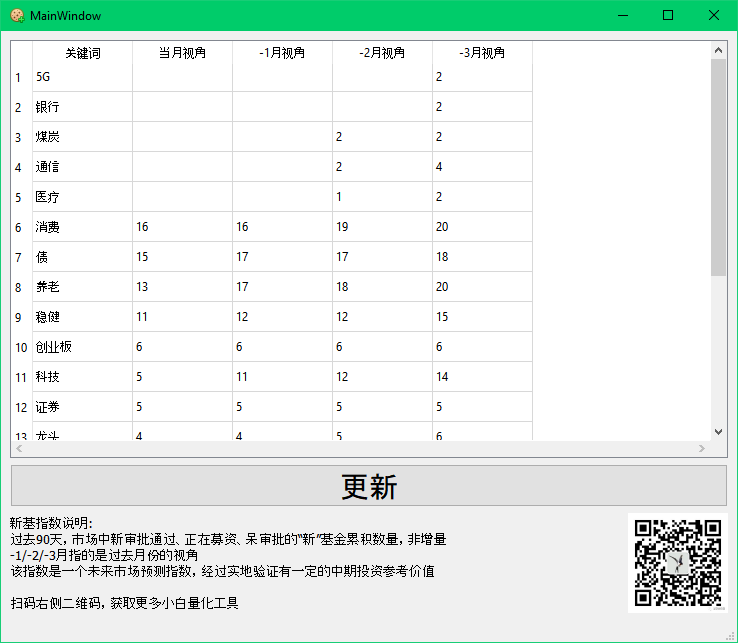 MainWindow
关键词 当月视角 -1月视角 -2月视角 -3月视角
1 5G 2
2 银行 2
3 煤炭 2 2
4 通信 2 4
5 医疗 1 2
6 消费 16 16 19 20
7 债 15 17 17 18
8 养老 13 17 18 20
9 稳健 11 12 12 15
10 创业板 6 6 6 6
11 科技 5 11 12 14
12 证券 5 5 5 5
13 龙头 4 4 5 6
更新
新基指数说明:
过去90天，市场中新审批通过、正在募资、呆审批的“新”基金累积数量，非增量
-1/-2/-3月指的是过去月份的视角
该指数是一个未来市场预测指数，经过实地验证有一定的中期投资参考价值
扫码右侧二维码，获取更多小白量化工具